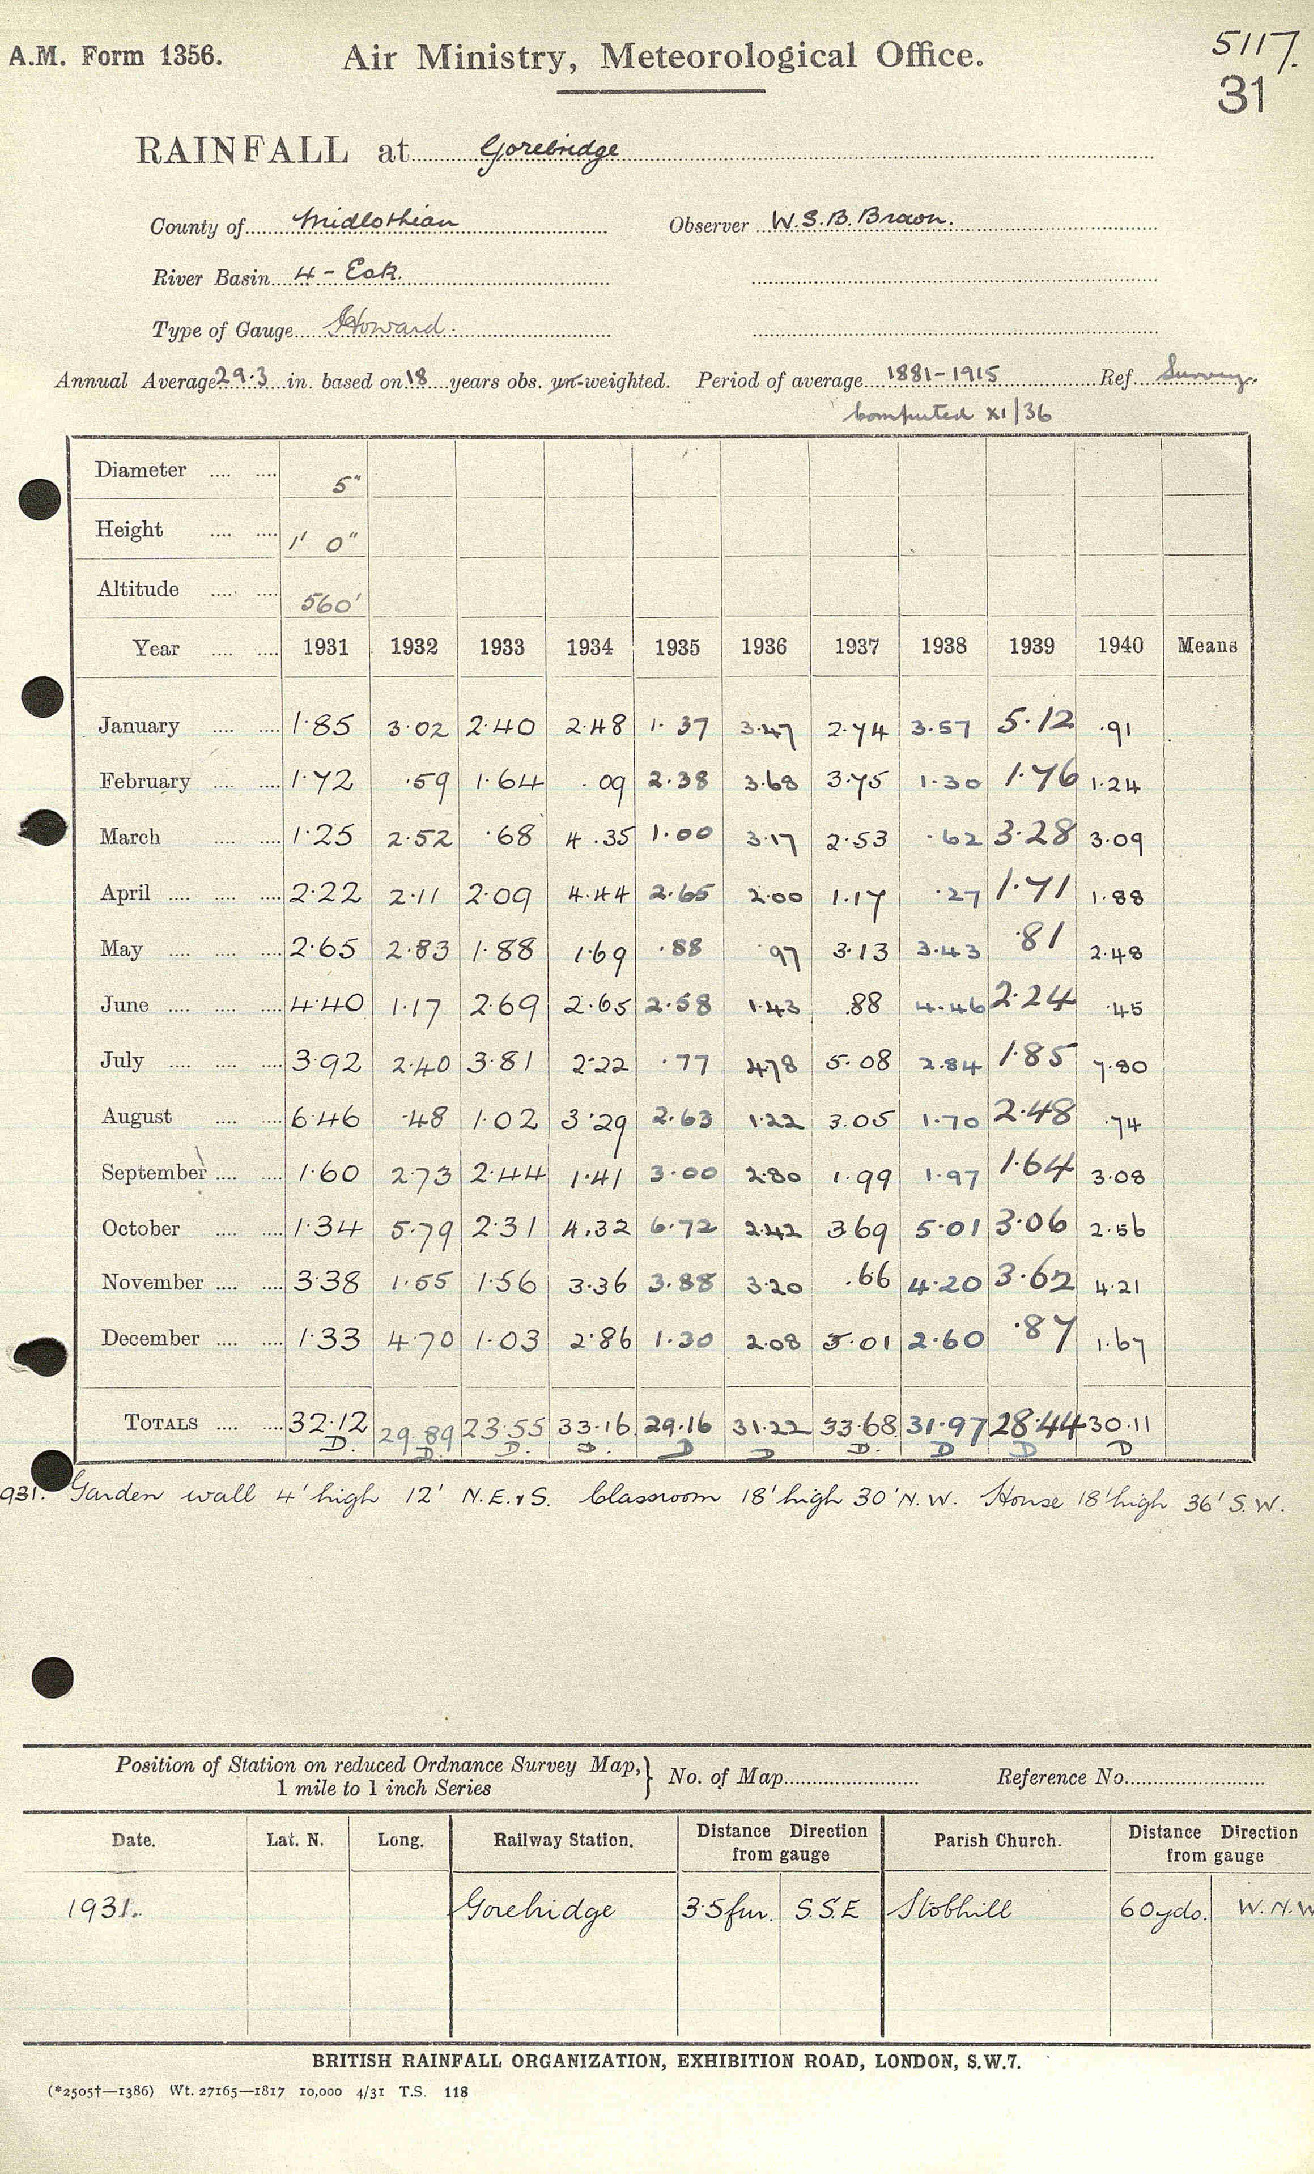 A.M. Form 1356.
Air Ministry, Meteorological Office.
5117.
31
RAINFALL at Gorebridge
County of Midlothian Observer W.S.B. Brown.
River Basin 4 - Esk.
Type of Gauge Howard.
Annual Average 29.3 in. based on 18 years obs. un-weighted. Period of average 1881-1915 Ref. Survey.
Computed XI/36
Diameter 5"
Height 1' 0"
Altitude 560'
Year 1931 1932 1933 1934 1935 1936 1937 1938 1939 1940 Means
January 1.85 3.02 2.40 2.48 1.37 3.47 2.74 3.57 5.12 .91
February 1.72 .59 1.64 .09 2.38 3.68 3.75 1.30 1.76 1.24
March 1.25 2.52 .68 4.35 1.00 3.17 2.53 .62 3.28 3.09
April 2.22 2.11 2.09 4.44 2.65 2.00 1.17 .27 1.71 1.88
May 2.65 2.83 1.88 1.69 .88 .97 3.13 3.43 .81 2.48
June 4.40 1.17 2.69 2.65 2.58 1.43 .88 4.46 2.24 .45
July 3.92 2.40 3.81 2.22 .77 4.78 5.08 2.84 1.85 7.80
August 6.46 .48 1.02 3.29 2.63 1.22 3.05 1.70 2.48 .74
September 1.60 2.73 2.44 1.41 3.00 2.80 1.99 1.97 1.64 3.08
October 1.34 5.79 2.31 4.32 6.72 2.42 3.69 5.01 3.06 2.56
November 3.38 1.55 1.56 3.36 3.88 3.20 .66 4.20 3.62 4.21
December 1.33 4.70 1.03 2.86 1.30 2.08 5.01 2.60 .87 1.67
TOTALS 32.12 29.89 23.55 33.16 29.16 31.22 33.68 31.97 28.44 30.11
D. D. D. D. D D D. D D D
931. Garden wall 4' high 12' N.E. & S. Classroom 18' high 30' N.W. House 18' high 36' S.W.
Position of Station on reduced Ordnance Survey Map, 1 mile to 1 inch Series } No. of Map Reference No.
Date. Lat. N. Long. Railway Station. Distance Direction from gauge Parish Church. Distance Direction from gauge
1931. Gorebridge 3.5 fur. S.S.E Stobhill 60 yds. W.N.W
BRITISH RAINFALL ORGANIZATION, EXHIBITION ROAD, LONDON, S.W.7.
(*2505†—1386) Wt. 27165—1817 10,000 4/31 T.S. 118